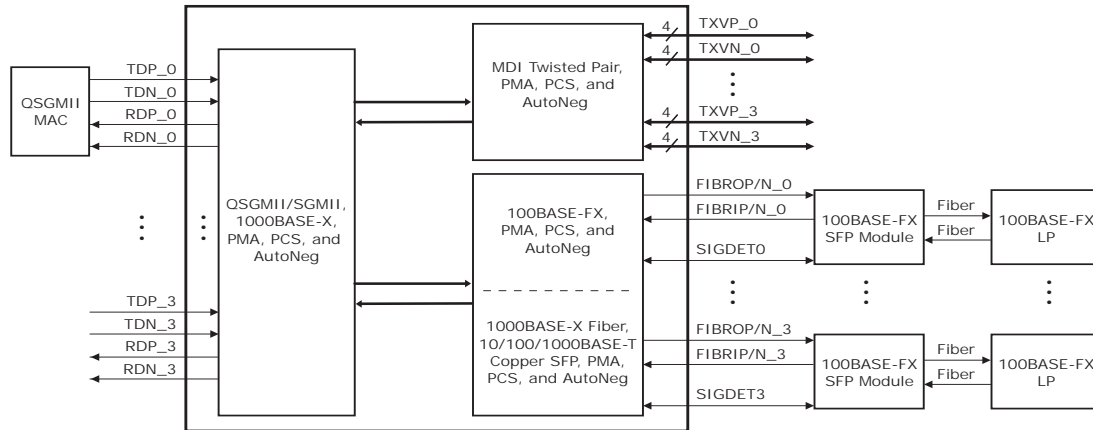 QSGMII
MAC
TDP_0
TDN_0
RDP_0
RDN_0
TDP_3
TDN_3
RDP_3
RDN_3
QSGMII/SGMII,
1000BASE-X,
PMA, PCS, and
AutoNeg
MDI Twisted Pair,
PMA, PCS, and
AutoNeg
4 TXVP_0
4 TXVN_0
4 TXVP_3
4 TXVN_3
100BASE-FX,
PMA, PCS, and
AutoNeg
1000BASE-X Fiber,
10/100/1000BASE-T
Copper SFP, PMA,
PCS, and AutoNeg
FIBROP/N_0
FIBRIP/N_0
SIGDET0
100BASE-FX
SFP Module
Fiber
Fiber
100BASE-FX
LP
FIBROP/N_3
FIBRIP/N_3
SIGDET3
100BASE-FX
SFP Module
Fiber
Fiber
100BASE-FX
LP